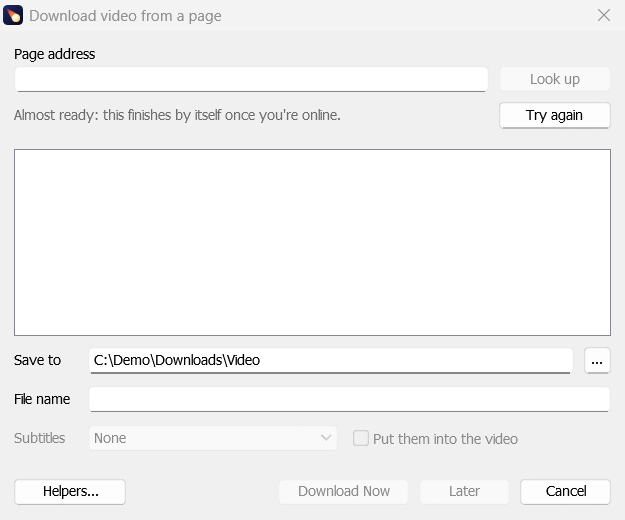 Download video from a page
Page address
Look up
Almost ready: this finishes by itself once you're online.
Try again
Save to
C:\Demo\Downloads\Video
...
File name
Subtitles
None
Put them into the video
Helpers...
Download Now
Later
Cancel